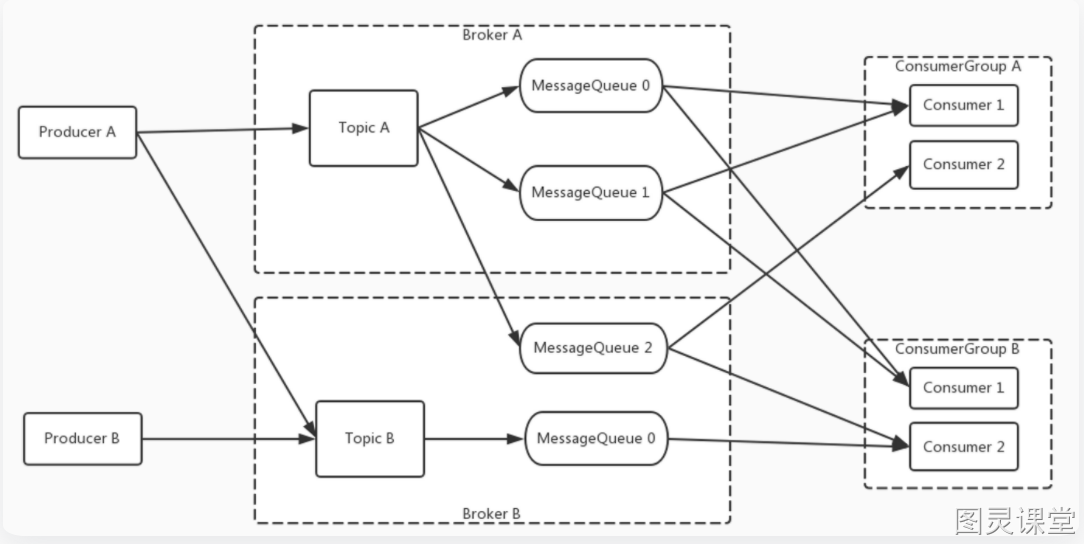 Broker A
ConsumerGroup A
MessageQueue 0
Consumer 1
Producer A
Topic A
Consumer 2
MessageQueue 1
MessageQueue 2
ConsumerGroup B
Consumer 1
Producer B
Topic B
MessageQueue 0
Consumer 2
Broker B
图灵课堂